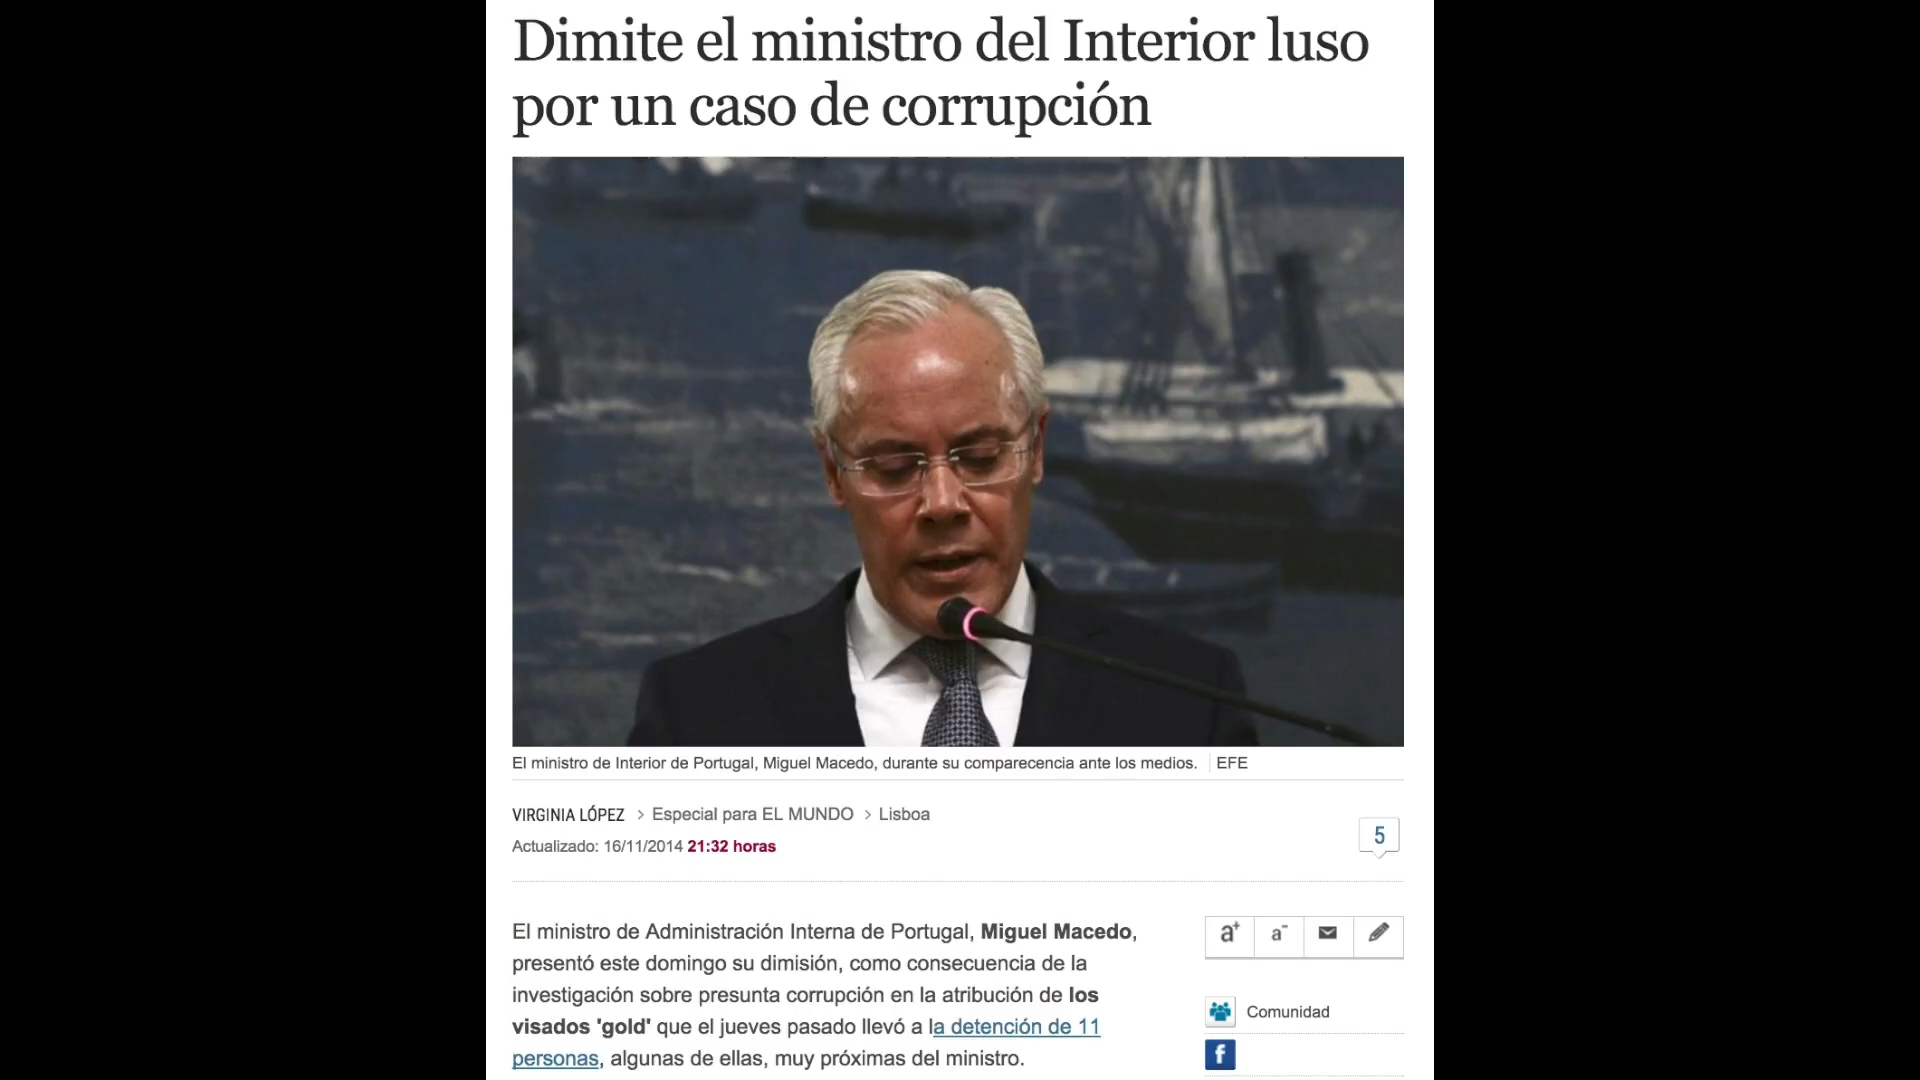 Dimite el ministro del Interior luso
por un caso de corrupción
El ministro de Interior de Portugal, Miguel Macedo, durante su comparecencia ante los medios. EFE
VIRGINIA LÓPEZ > Especial para EL MUNDO > Lisboa
Actualizado: 16/11/2014 21:32 horas
5
El ministro de Administración Interna de Portugal, Miguel Macedo,
presentó este domingo su dimisión, como consecuencia de la
investigación sobre presunta corrupción en la atribución de los
visados 'gold' que el jueves pasado llevó a la detención de 11
personas, algunas de ellas, muy próximas del ministro.
a+ a-
Comunidad
f